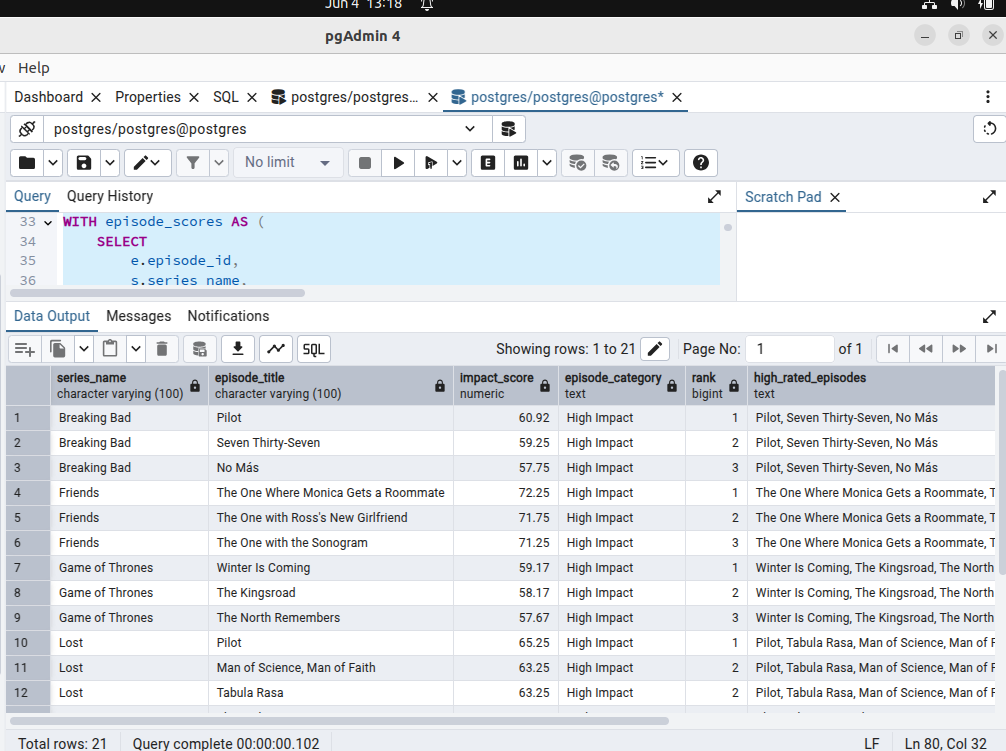 Jun 4 13:18
pgAdmin 4
Help
Dashboard Properties SQL postgres/postgres... postgres/postgres@postgres*
postgres/postgres@postgres
No limit
Query Query History Scratch Pad
33 WITH episode_scores AS (
34 SELECT
35 e.episode_id,
36 s.series_name,
Data Output Messages Notifications
SQL Showing rows: 1 to 21 Page No: 1 of 1
series_name episode_title impact_score episode_category rank high_rated_episodes
character varying (100) character varying (100) numeric text bigint text
1 Breaking Bad Pilot 60.92 High Impact 1 Pilot, Seven Thirty-Seven, No Más
2 Breaking Bad Seven Thirty-Seven 59.25 High Impact 2 Pilot, Seven Thirty-Seven, No Más
3 Breaking Bad No Más 57.75 High Impact 3 Pilot, Seven Thirty-Seven, No Más
4 Friends The One Where Monica Gets a Roommate 72.25 High Impact 1 The One Where Monica Gets a Roommate, T
5 Friends The One with Ross's New Girlfriend 71.75 High Impact 2 The One Where Monica Gets a Roommate, T
6 Friends The One with the Sonogram 71.25 High Impact 3 The One Where Monica Gets a Roommate, T
7 Game of Thrones Winter Is Coming 59.17 High Impact 1 Winter Is Coming, The Kingsroad, The North
8 Game of Thrones The Kingsroad 58.17 High Impact 2 Winter Is Coming, The Kingsroad, The North
9 Game of Thrones The North Remembers 57.67 High Impact 3 Winter Is Coming, The Kingsroad, The North
10 Lost Pilot 65.25 High Impact 1 Pilot, Tabula Rasa, Man of Science, Man of F
11 Lost Man of Science, Man of Faith 63.25 High Impact 2 Pilot, Tabula Rasa, Man of Science, Man of F
12 Lost Tabula Rasa 63.25 High Impact 2 Pilot, Tabula Rasa, Man of Science, Man of F
Total rows: 21 Query complete 00:00:00.102 LF Ln 80, Col 32